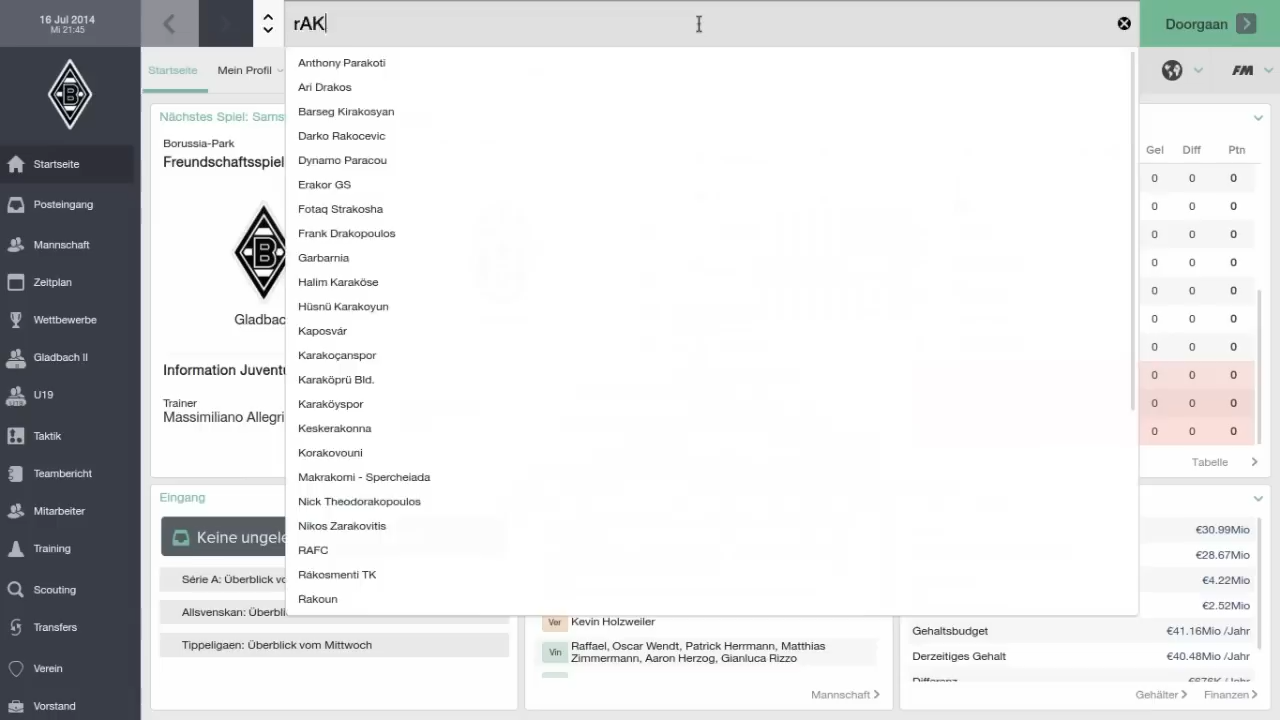 16 Jul 2014
Mi 21:45
rAK
Doorgaan
Startseite
Mein Profil
FM
Startseite
Posteingang
Mannschaft
Zeitplan
Wettbewerbe
Gladbach II
U19
Taktik
Teambericht
Mitarbeiter
Training
Scouting
Transfers
Verein
Vorstand
Nächstes Spiel: Sams
Borussia-Park
Freundschaftsspiel
B
Gladbac
Information Juvent
Trainer
Massimiliano Allegri
Anthony Parakoti
Ari Drakos
Barseg Kirakosyan
Darko Rakocevic
Dynamo Paracou
Erakor GS
Fotaq Strakosha
Frank Drakopoulos
Garbarnia
Halim Karaköse
Hüsnü Karakoyun
Kaposvár
Karakoçanspor
Karaköprü Bld.
Karaköyspor
Keskerakonna
Korakovouni
Makrakomi - Spercheiada
Nick Theodorakopoulos
Nikos Zarakovitis
RAFC
Rákosmenti TK
Rakoun
Gel Diff Ptn
0 0 0
0 0 0
0 0 0
0 0 0
0 0 0
0 0 0
0 0 0
0 0 0
0 0 0
0 0 0
Tabelle
Eingang
Keine ungele
Série A: Überblick vo
Allsvenskan: Überbli
Tippeligaen: Überblick vom Mittwoch
Ver Kevin Holzweiler
Vin Raffael, Oscar Wendt, Patrick Herrmann, Matthias
Zimmermann, Aaron Herzog, Gianluca Rizzo
Mannschaft
€30.99Mio
€28.67Mio
€4.22Mio
€2.52Mio
Gehaltsbudget €41.16Mio /Jahr
Derzeitiges Gehalt €40.48Mio /Jahr
Differenz €676K /Jahr
Gehälter Finanzen